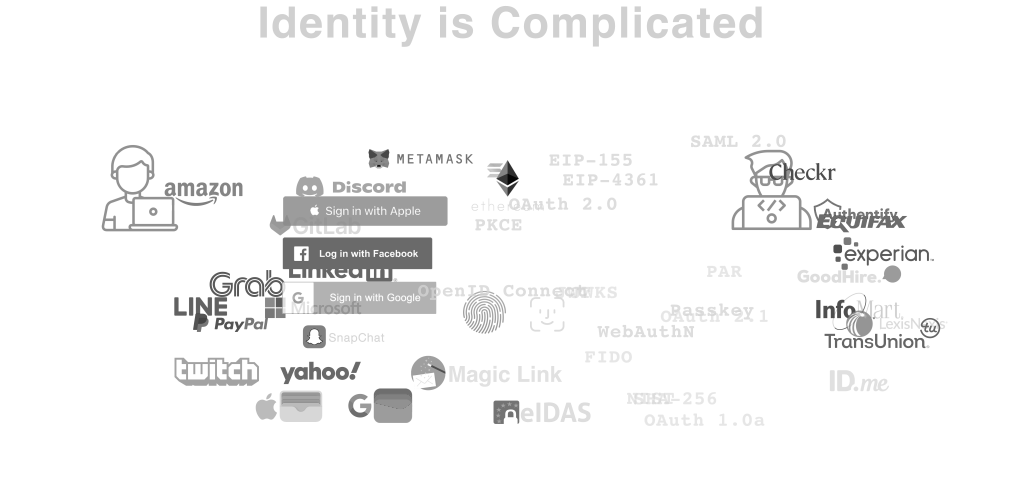 Identity is Complicated
SAML 2.0
METAMASK
EIP-155
Checkr
amazon
Discord
EIP-4361
ethereum
OAuth 2.0
Sign in with Apple
GitLab
PKCE
Authentify
EQUIFAX
Log in with Facebook
experian.
LinkedIn
PAR
GoodHire.
Grab
Sign in with Google
OpenID Connect
JWKS
LINE
Microsoft
Passkey
OAuth 2.1
InfoMart.
PayPal
LexisNexis
tu
WebAuthN
SnapChat
TransUnion.
FIDO
twitch
yahoo!
Magic Link
ID.me
G
eIDAS
SHA-256
OAuth 1.0a